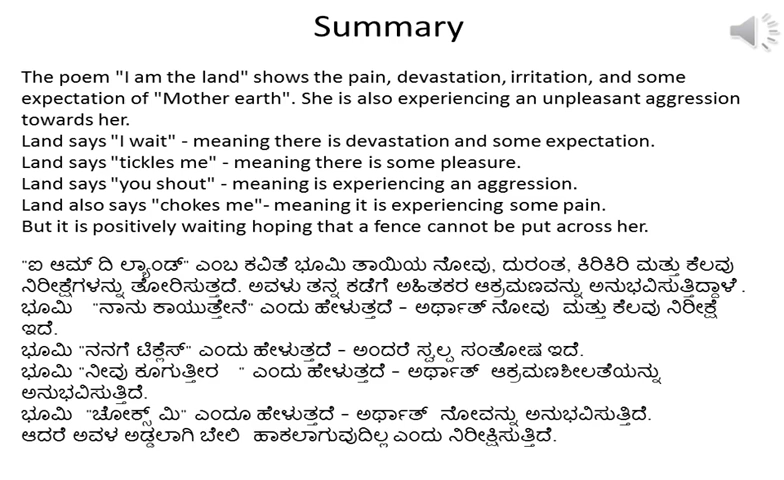 Summary
The poem "I am the land" shows the pain, devastation, irritation, and some
expectation of "Mother earth". She is also experiencing an unpleasant aggression
towards her.
Land says "I wait" - meaning there is devastation and some expectation.
Land says "tickles me" - meaning there is some pleasure.
Land says "you shout" - meaning is experiencing an aggression.
Land also says "chokes me"- meaning it is experiencing some pain.
But it is positively waiting hoping that a fence cannot be put across her.
"ಐ ಆಮ್ ದಿ ಲ್ಯಾಂಡ್" ಎಂಬ ಕವಿತೆ ಭೂಮಿ ತಾಯಿಯ ನೋವು, ದುರಂತ, ಕಿರಿಕಿರಿ ಮತ್ತು ಕೆಲವು
ನಿರೀಕ್ಷೆಗಳನ್ನು ತೋರಿಸುತ್ತದೆ. ಅವಳು ತನ್ನ ಕಡೆಗೆ ಅಹಿತಕರ ಆಕ್ರಮಣವನ್ನು ಅನುಭವಿಸುತ್ತಿದ್ದಾಳೆ .
ಭೂಮಿ "ನಾನು ಕಾಯುತ್ತೇನೆ" ಎಂದು ಹೇಳುತ್ತದೆ – ಅರ್ಥಾತ್ ನೋವು ಮತ್ತು ಕೆಲವು ನಿರೀಕ್ಷೆ
ಇದೆ.
ಭೂಮಿ "ನನಗೆ ಟಿಕ್ಲೆಸ್" ಎಂದು ಹೇಳುತ್ತದೆ – ಅಂದರೆ ಸ್ವಲ್ಪ ಸಂತೋಷ ಇದೆ.
ಭೂಮಿ "ನೀವು ಕೂಗುತ್ತೀರ " ಎಂದು ಹೇಳುತ್ತದೆ – ಅರ್ಥಾತ್ ಆಕ್ರಮಣಶೀಲತೆಯನ್ನು
ಅನುಭವಿಸುತ್ತಿದೆ.
ಭೂಮಿ "ಚೋಕ್ಸ್ ಮಿ" ಎಂದೂ ಹೇಳುತ್ತದೆ – ಅರ್ಥಾತ್ ನೋವನ್ನು ಅನುಭವಿಸುತ್ತಿದೆ.
ಆದರೆ ಅವಳ ಅಡ್ಡಲಾಗಿ ಬೇಲಿ ಹಾಕಲಾಗುವುದಿಲ್ಲ ಎಂದು ನಿರೀಕ್ಷಿಸುತ್ತಿದೆ.